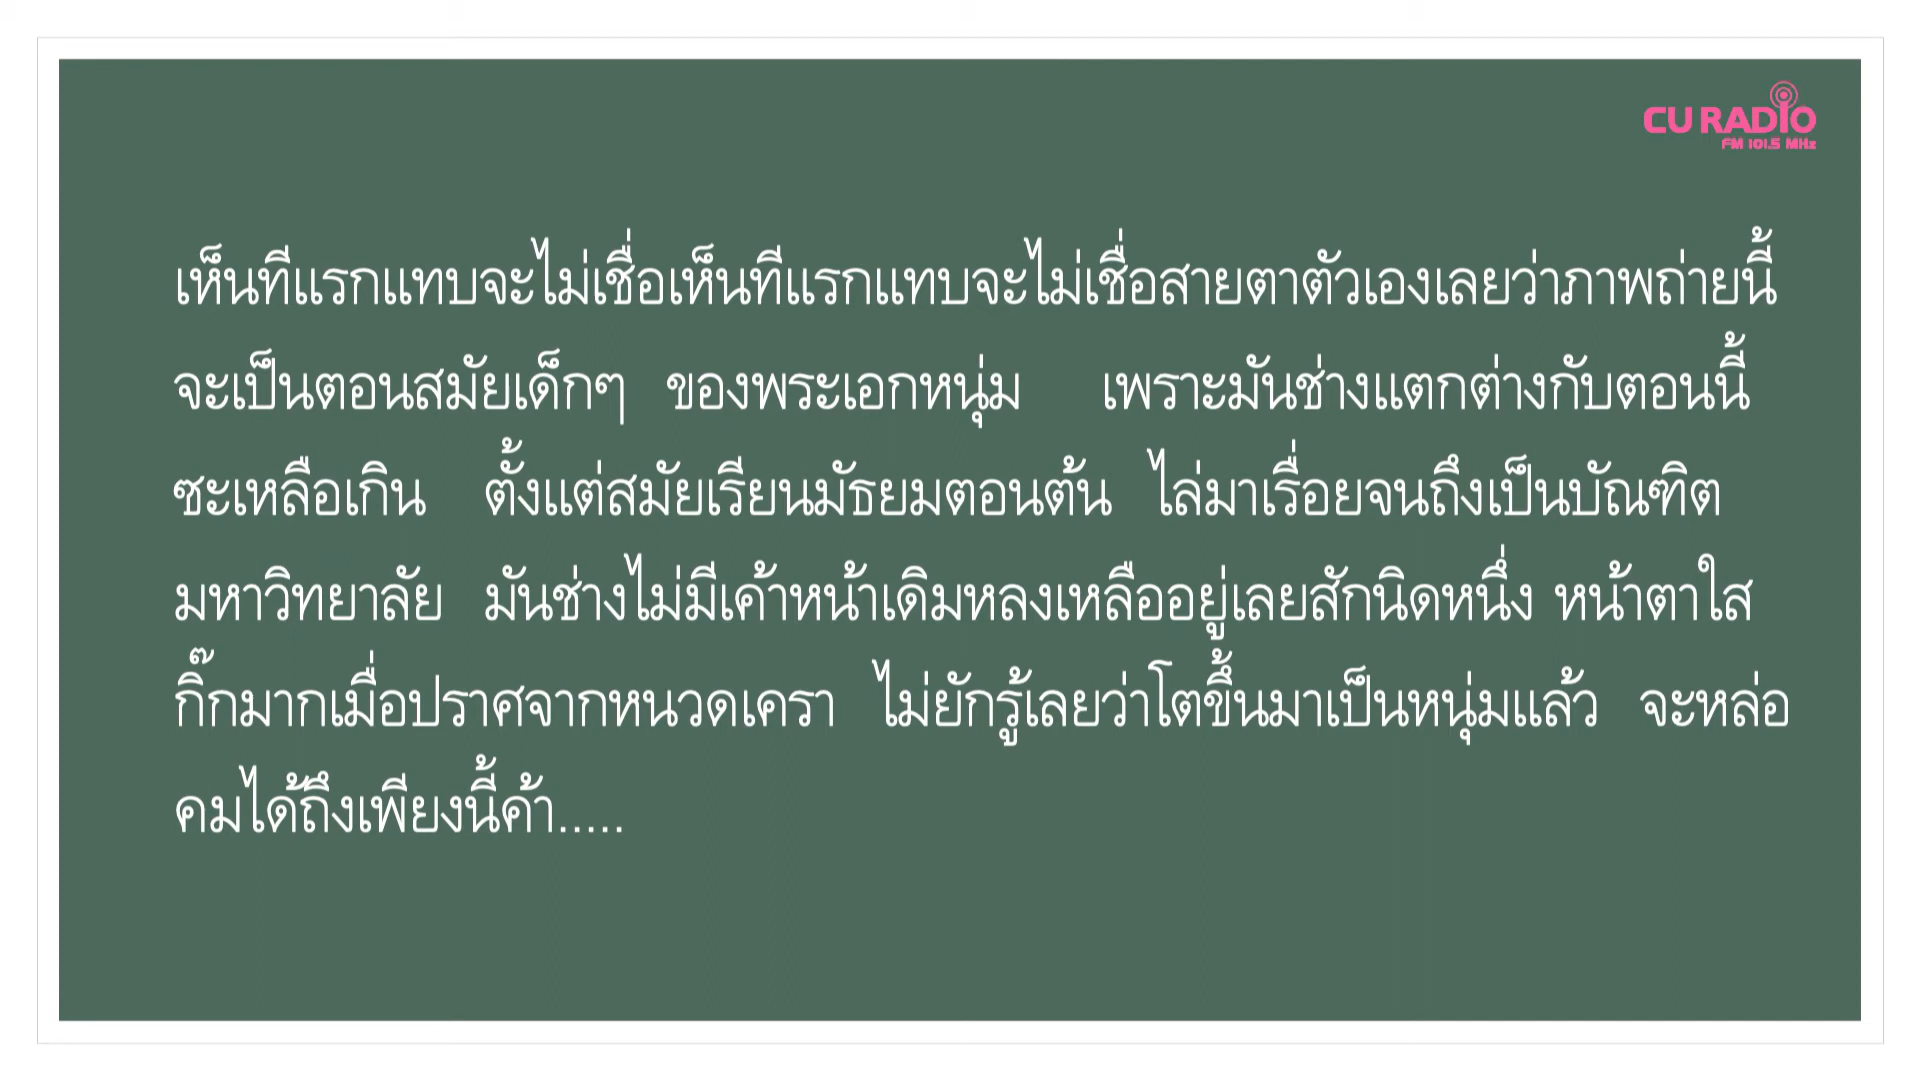 CU RADIO
FM 101.5 MHz
เห็นทีแรกแทบจะไม่เชื่อเห็นทีแรกแทบจะไม่เชื่อสายตาตัวเองเลยว่าภาพถ่ายนี้
จะเป็นตอนสมัยเด็กๆ ของพระเอกหนุ่ม เพราะมันช่างแตกต่างกับตอนนี้
ซะเหลือเกิน ตั้งแต่สมัยเรียนมัธยมตอนต้น ไล่มาเรื่อยจนถึงเป็นบัณฑิต
มหาวิทยาลัย มันช่างไม่มีเค้าหน้าเดิมหลงเหลืออยู่เลยสักนิดหนึ่ง หน้าตาใส
กิ๊กมากเมื่อปราศจากหนวดเครา ไม่ยักรู้เลยว่าโตขึ้นมาเป็นหนุ่มแล้ว จะหล่อ
คมได้ถึงเพียงนี้ค้า.....